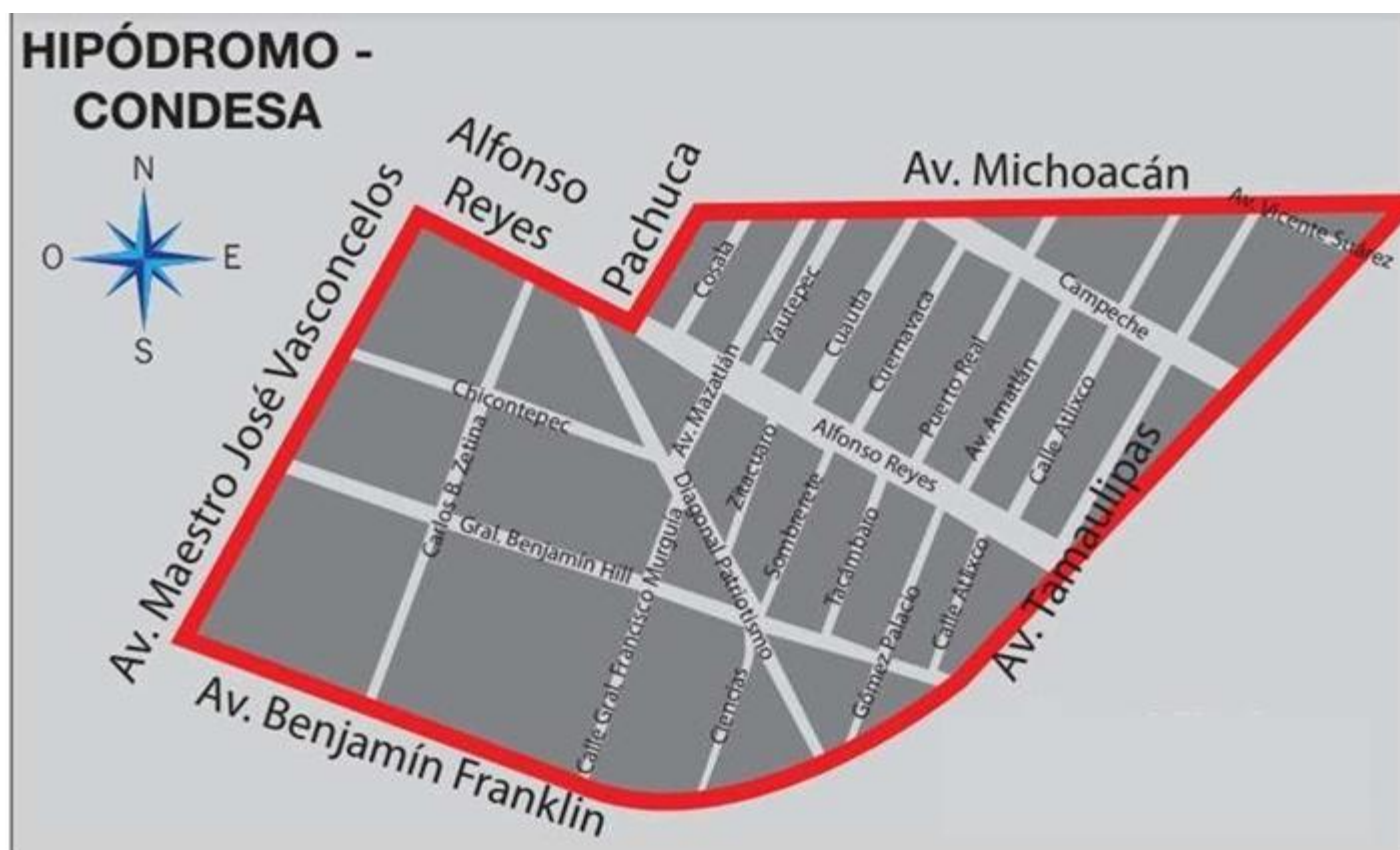 HIPÓDROMO -
CONDESA
N
O
E
S
Alfonso
Reyes
Pachuca
Av. Michoacán
Av. Vicente Suárez
Av. Maestro José Vasconcelos
Cosala
Yautepec
Cuautla
Cuernavaca
Campeche
Puerto Real
Av. Mazatlán
Av. Amatlán
Calle Atlixco
Chicontepec
Carlos B. Zetina
Alfonso Reyes
Zitacuaro
Sombrerete
Diagonal Patriotismo
Tacámbaro
Gral. Benjamín Hill
Calle Gral. Francisco Murguía
Ciencias
Gómez Palacio
Calle Atlixco
Av. Tamaulipas
Av. Benjamín Franklin